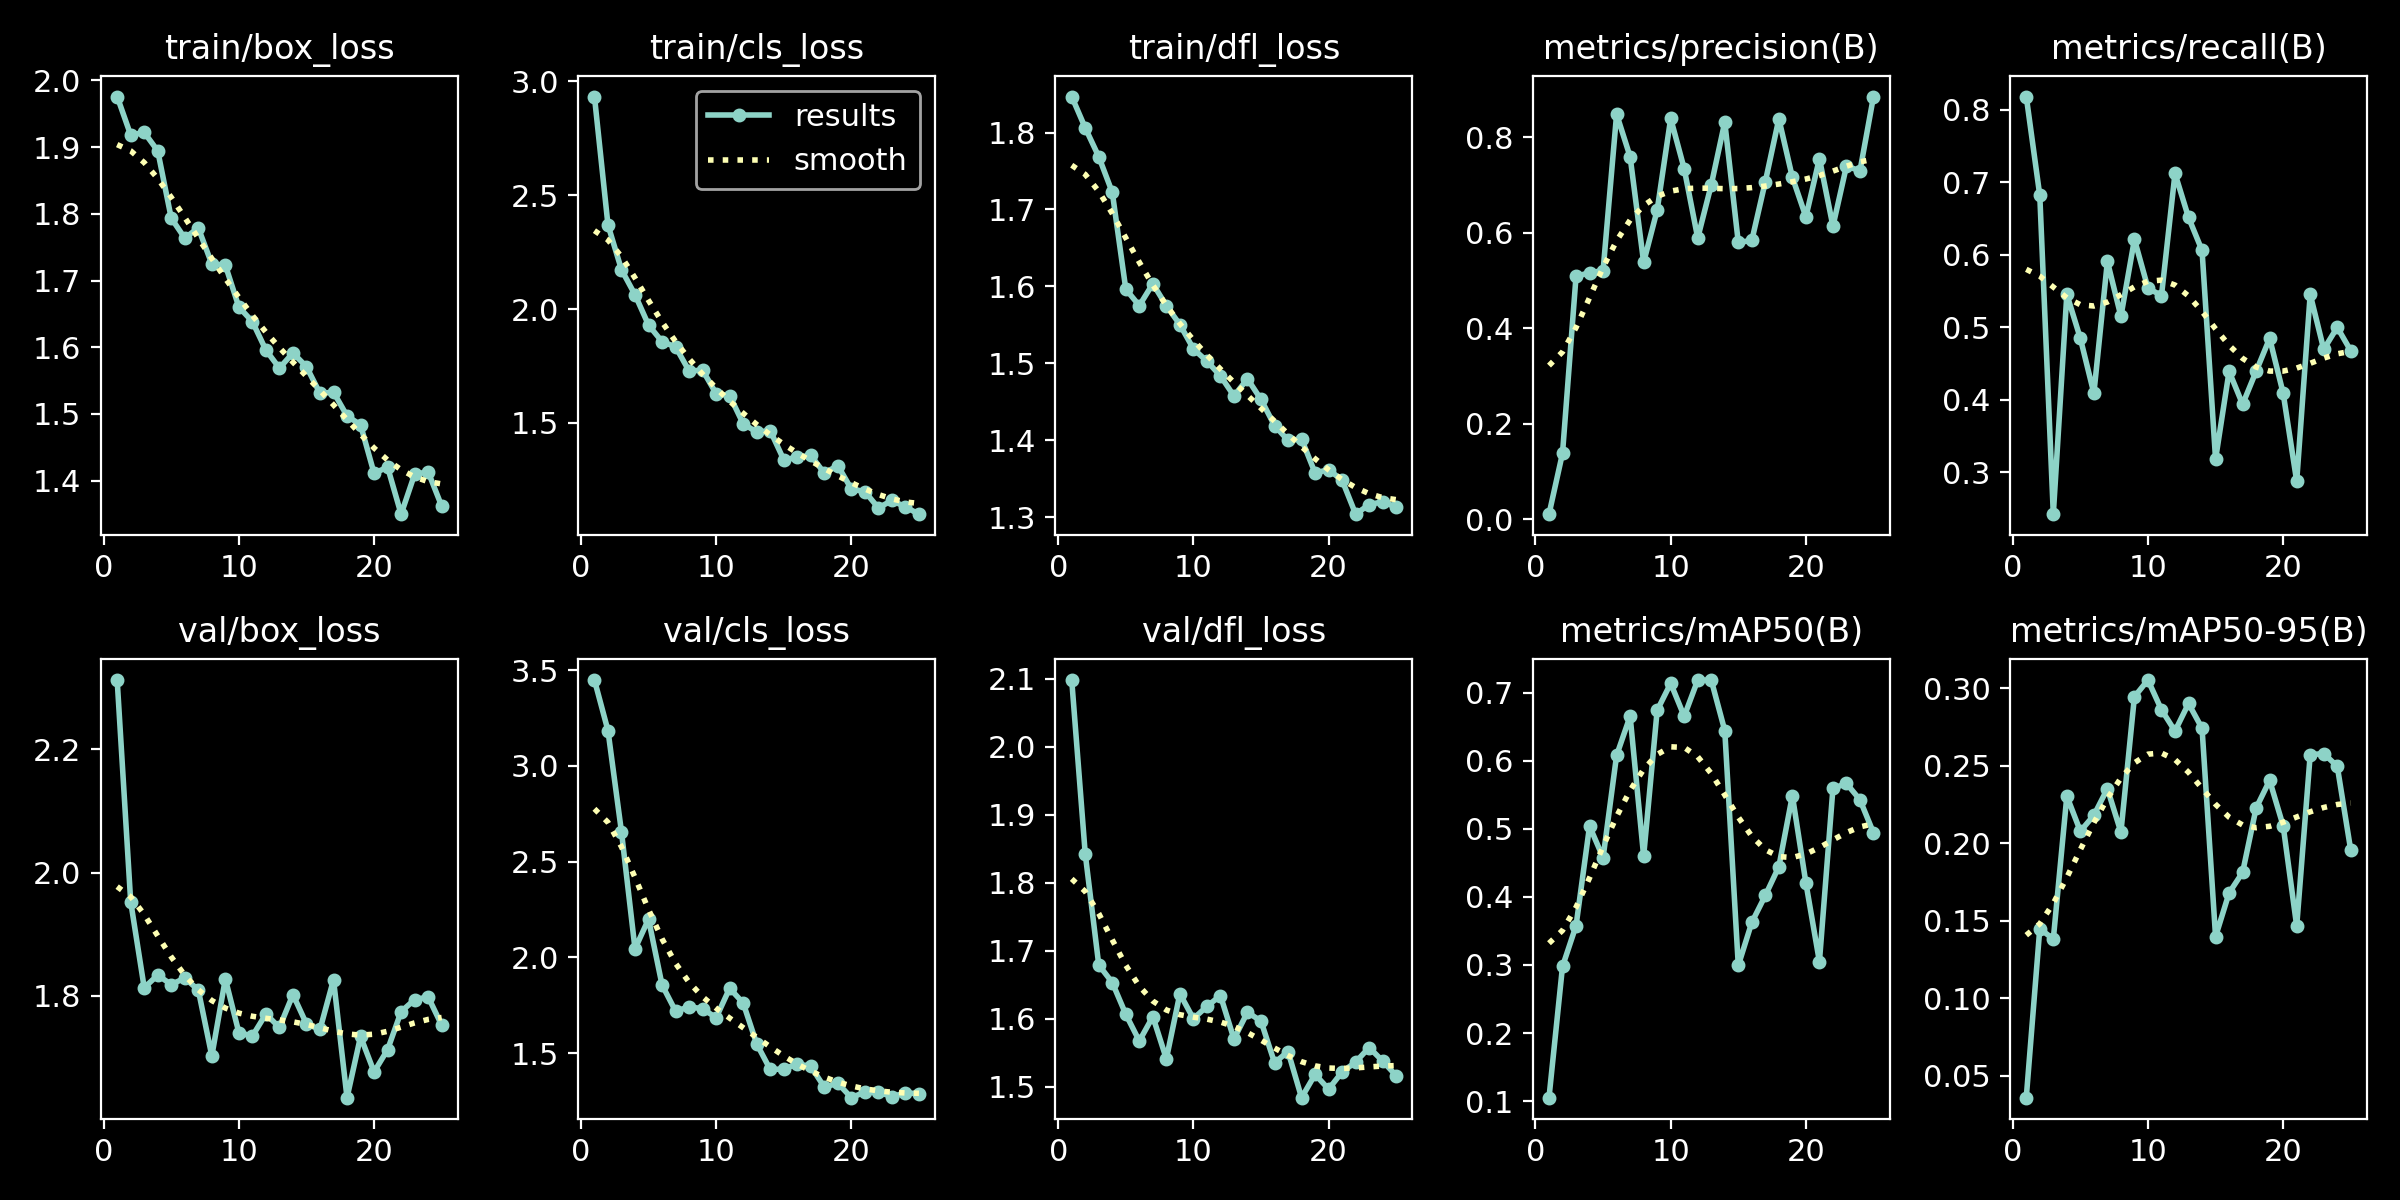 train/box_loss
2.0
1.9
1.8
1.7
1.6
1.5
1.4
0 10 20
train/cls_loss
results
smooth
3.0
2.5
2.0
1.5
0 10 20
train/dfl_loss
1.8
1.7
1.6
1.5
1.4
1.3
0 10 20
metrics/precision(B)
0.8
0.6
0.4
0.2
0.0
0 10 20
metrics/recall(B)
0.8
0.7
0.6
0.5
0.4
0.3
0 10 20
val/box_loss
2.2
2.0
1.8
0 10 20
val/cls_loss
3.5
3.0
2.5
2.0
1.5
0 10 20
val/dfl_loss
2.1
2.0
1.9
1.8
1.7
1.6
1.5
0 10 20
metrics/mAP50(B)
0.7
0.6
0.5
0.4
0.3
0.2
0.1
0 10 20
metrics/mAP50-95(B)
0.30
0.25
0.20
0.15
0.10
0.05
0 10 20